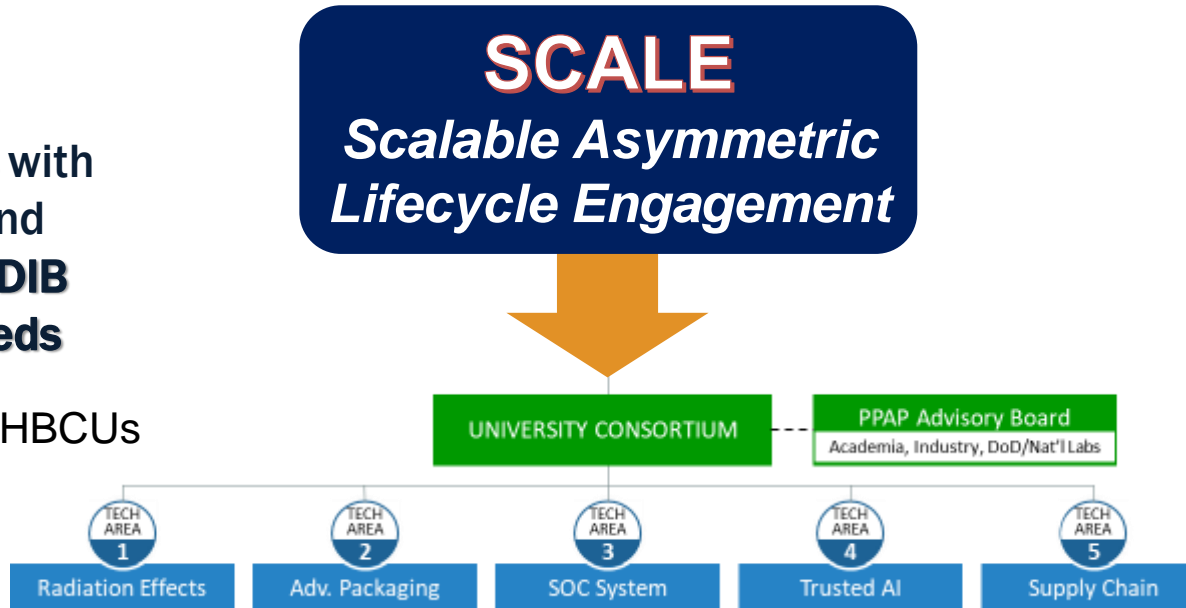 SCALE
Scalable Asymmetric
Lifecycle Engagement
with
nd
DIB
eds
HBCUs
UNIVERSITY CONSORTIUM
PPAP Advisory Board
Academia, Industry, DoD/Nat'l Labs
TECH
AREA
1
Radiation Effects
TECH
AREA
2
Adv. Packaging
TECH
AREA
3
SOC System
TECH
AREA
4
Trusted AI
TECH
AREA
5
Supply Chain